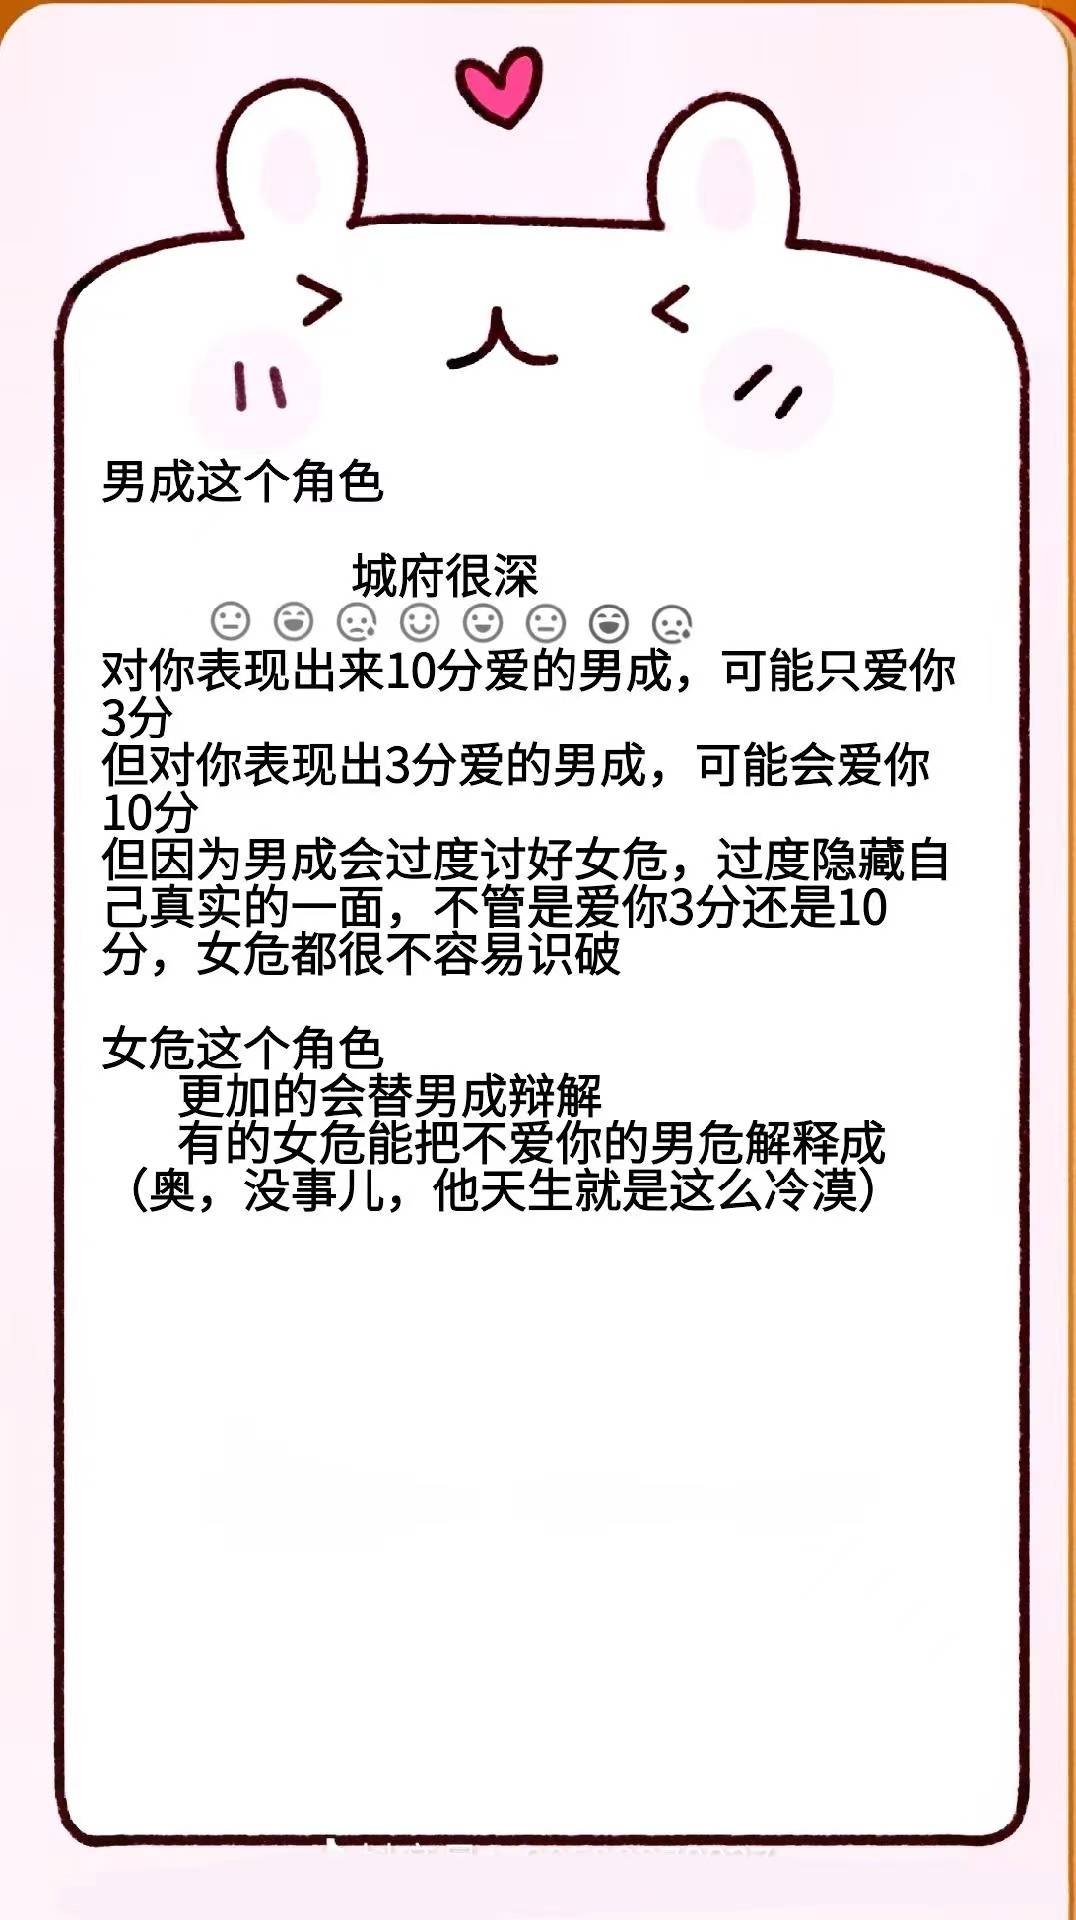 男成这个角色
城府很深
对你表现出来10分爱的男成，可能只爱你
3分
但对你表现出3分爱的男成，可能会爱你
10分
但因为男成会过度讨好女危，过度隐藏自
己真实的一面，不管是爱你3分还是10
分，女危都很不容易识破
女危这个角色
更加的会替男成辩解
有的女危能把不爱你的男危解释成
（奥，没事儿，他天生就是这么冷漠）